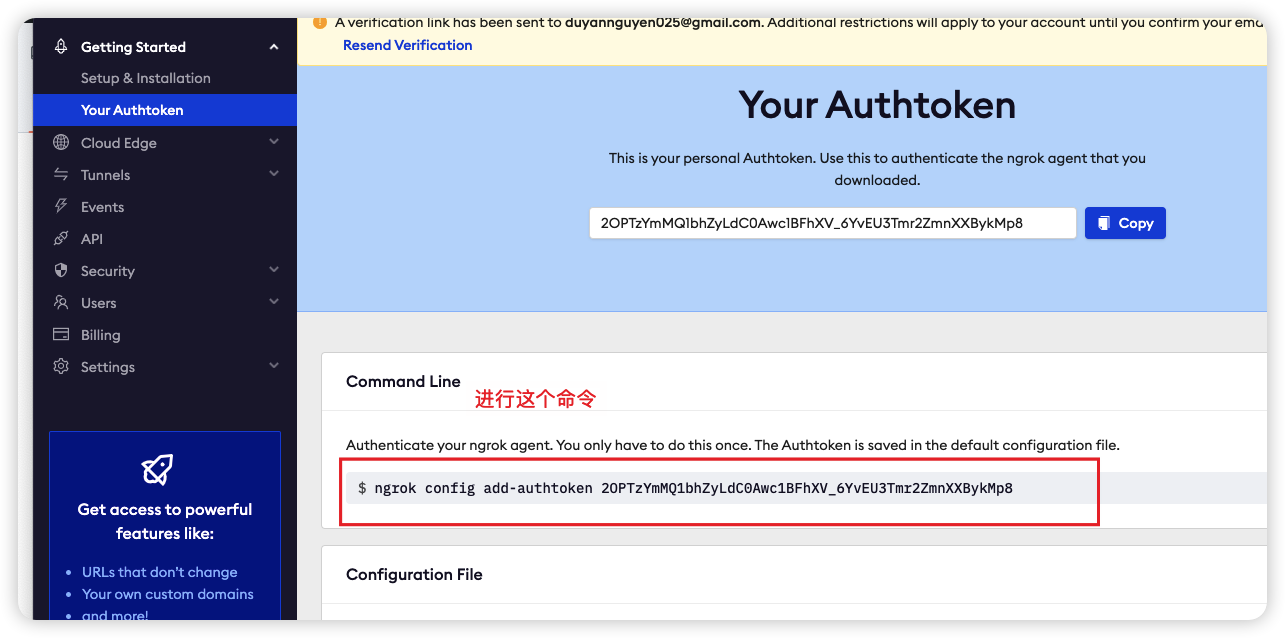 Getting Started
Setup & Installation
Your Authtoken
Cloud Edge
Tunnels
Events
API
Security
Users
Billing
Settings
Get access to powerful
features like:
URLs that don't change
Your own custom domains
and more!
A verification link has been sent to duyannguyen025@gmail.com. Additional restrictions will apply to your account until you confirm your
Resend Verification
Your Authtoken
This is your personal Authtoken. Use this to authenticate the ngrok agent that you
downloaded.
2OPTzYmMQ1bhZyLdC0Awc1BFhXV_6YvEU3Tmr2ZmnXXBykMp8
Copy
Command Line
进行这个命令
Authenticate your ngrok agent. You only have to do this once. The Authtoken is saved in the default configuration file.
$ ngrok config add-authtoken 2OPTzYmMQ1bhZyLdC0Awc1BFhXV_6YvEU3Tmr2ZmnXXBykMp8
Configuration File